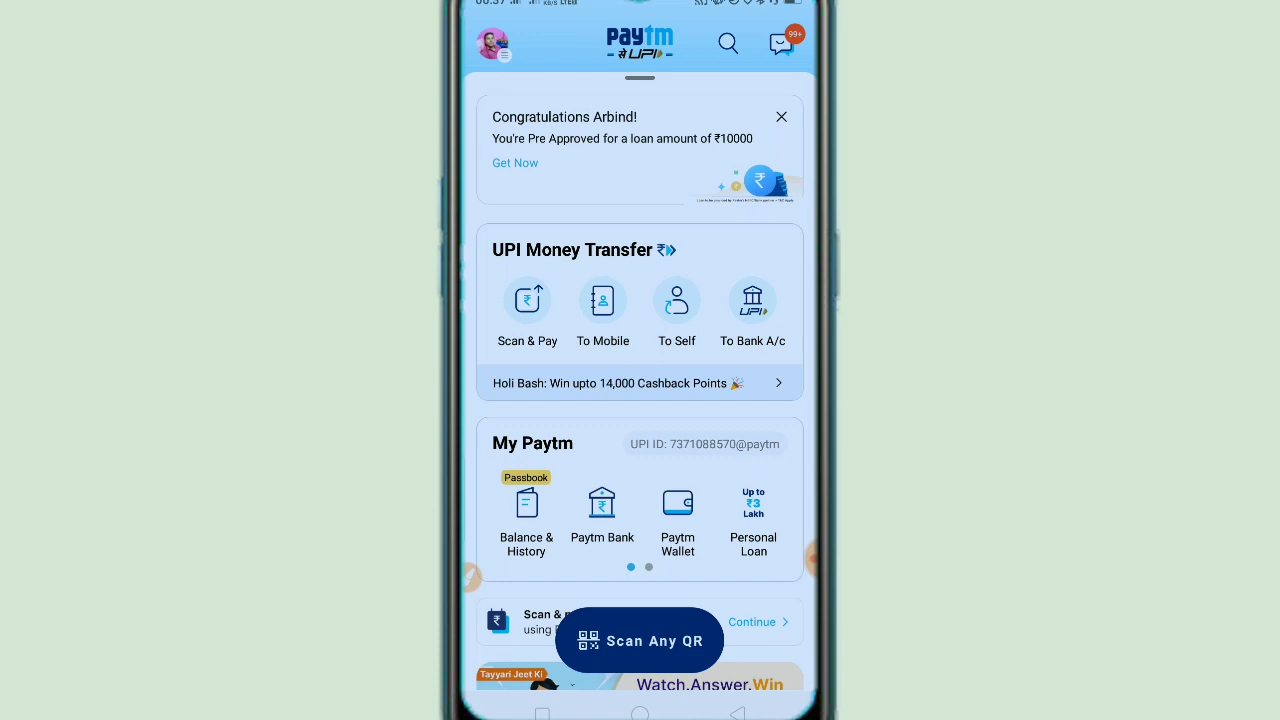 paytm
से UPI
99+
Congratulations Arbind!
You're Pre Approved for a loan amount of ₹10000
Get Now
UPI Money Transfer ₹
₹
Scan & Pay
To Mobile
To Self
UPI
To Bank A/c
Holi Bash: Win upto 14,000 Cashback Points 🎉
My Paytm
UPI ID: 7371088570@paytm
Passbook
Balance & History
₹
Paytm Bank
Paytm Wallet
Up to
₹3
Lakh
Personal Loan
₹
Scan &
using
Continue
Scan Any QR
Tayyari Jeet Ki
Watch.Answer.Win